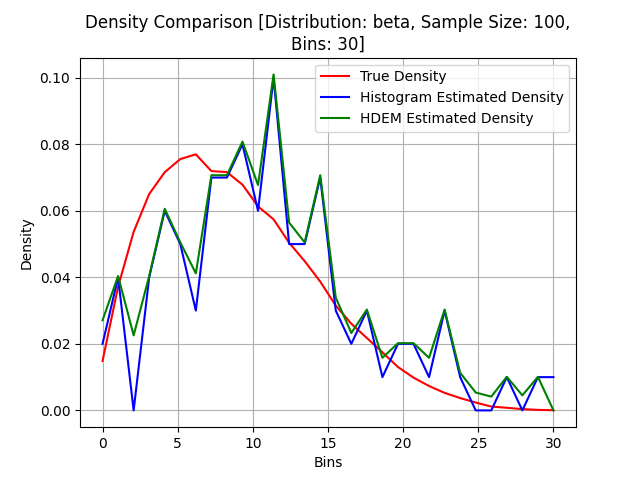 Density Comparison [Distribution: beta, Sample Size: 100,
Bins: 30]
True Density
Histogram Estimated Density
HDEM Estimated Density
Density
0.10
0.08
0.06
0.04
0.02
0.00
0 5 10 15 20 25 30
Bins